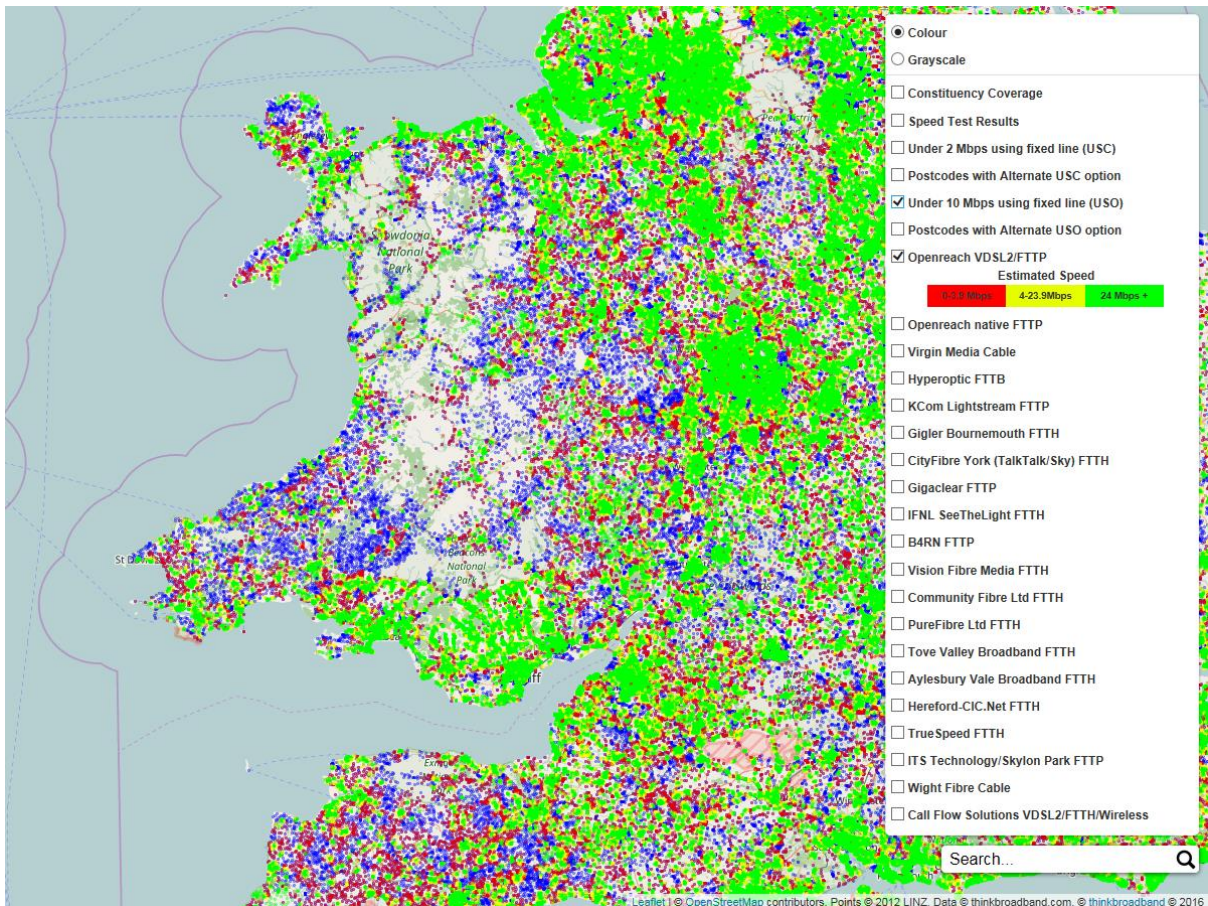 Colour
Grayscale
Constituency Coverage
Speed Test Results
Under 2 Mbps using fixed line (USC)
Postcodes with Alternate USC option
Under 10 Mbps using fixed line (USO)
Postcodes with Alternate USO option
Openreach VDSL2/FTTP
Estimated Speed
0-3.9 Mbps 4-23.9Mbps 24 Mbps +
Openreach native FTTP
Virgin Media Cable
Hyperoptic FTTB
KCom Lightstream FTTP
Gigler Bournemouth FTTH
CityFibre York (TalkTalk/Sky) FTTH
Gigaclear FTTP
IFNL SeeTheLight FTTH
B4RN FTTP
Vision Fibre Media FTTH
Community Fibre Ltd FTTH
PureFibre Ltd FTTH
Tove Valley Broadband FTTH
Aylesbury Vale Broadband FTTH
Hereford-CIC.Net FTTH
TrueSpeed FTTH
ITS Technology/Skylon Park FTTP
Wight Fibre Cable
Call Flow Solutions VDSL2/FTTH/Wireless
Search...
Snowdonia
National
Park
National
Park
Leaflet | © OpenStreetMap contributors. Points © 2012 LINZ. Data © thinkbroadband.com. © thinkbroadband © 2016